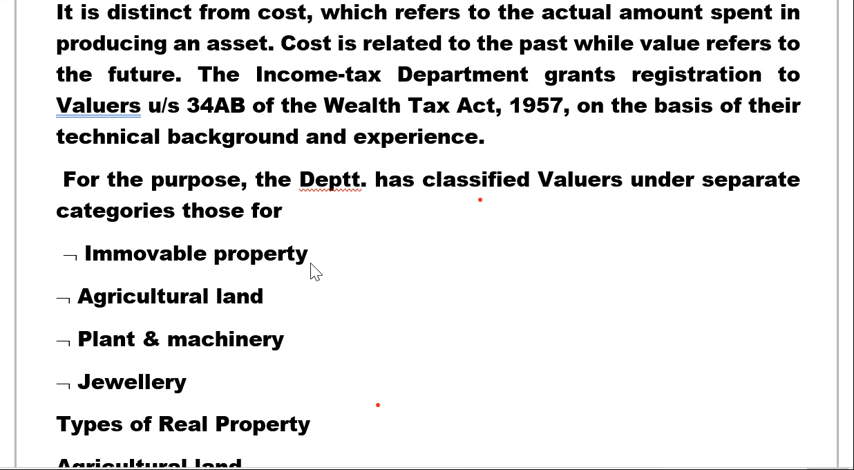 It is distinct from cost, which refers to the actual amount spent in
producing an asset. Cost is related to the past while value refers to
the future. The Income-tax Department grants registration to
Valuers u/s 34AB of the Wealth Tax Act, 1957, on the basis of their
technical background and experience.
For the purpose, the Deptt. has classified Valuers under separate
categories those for
¬ Immovable property
¬ Agricultural land
¬ Plant & machinery
¬ Jewellery
Types of Real Property
Agricultural land